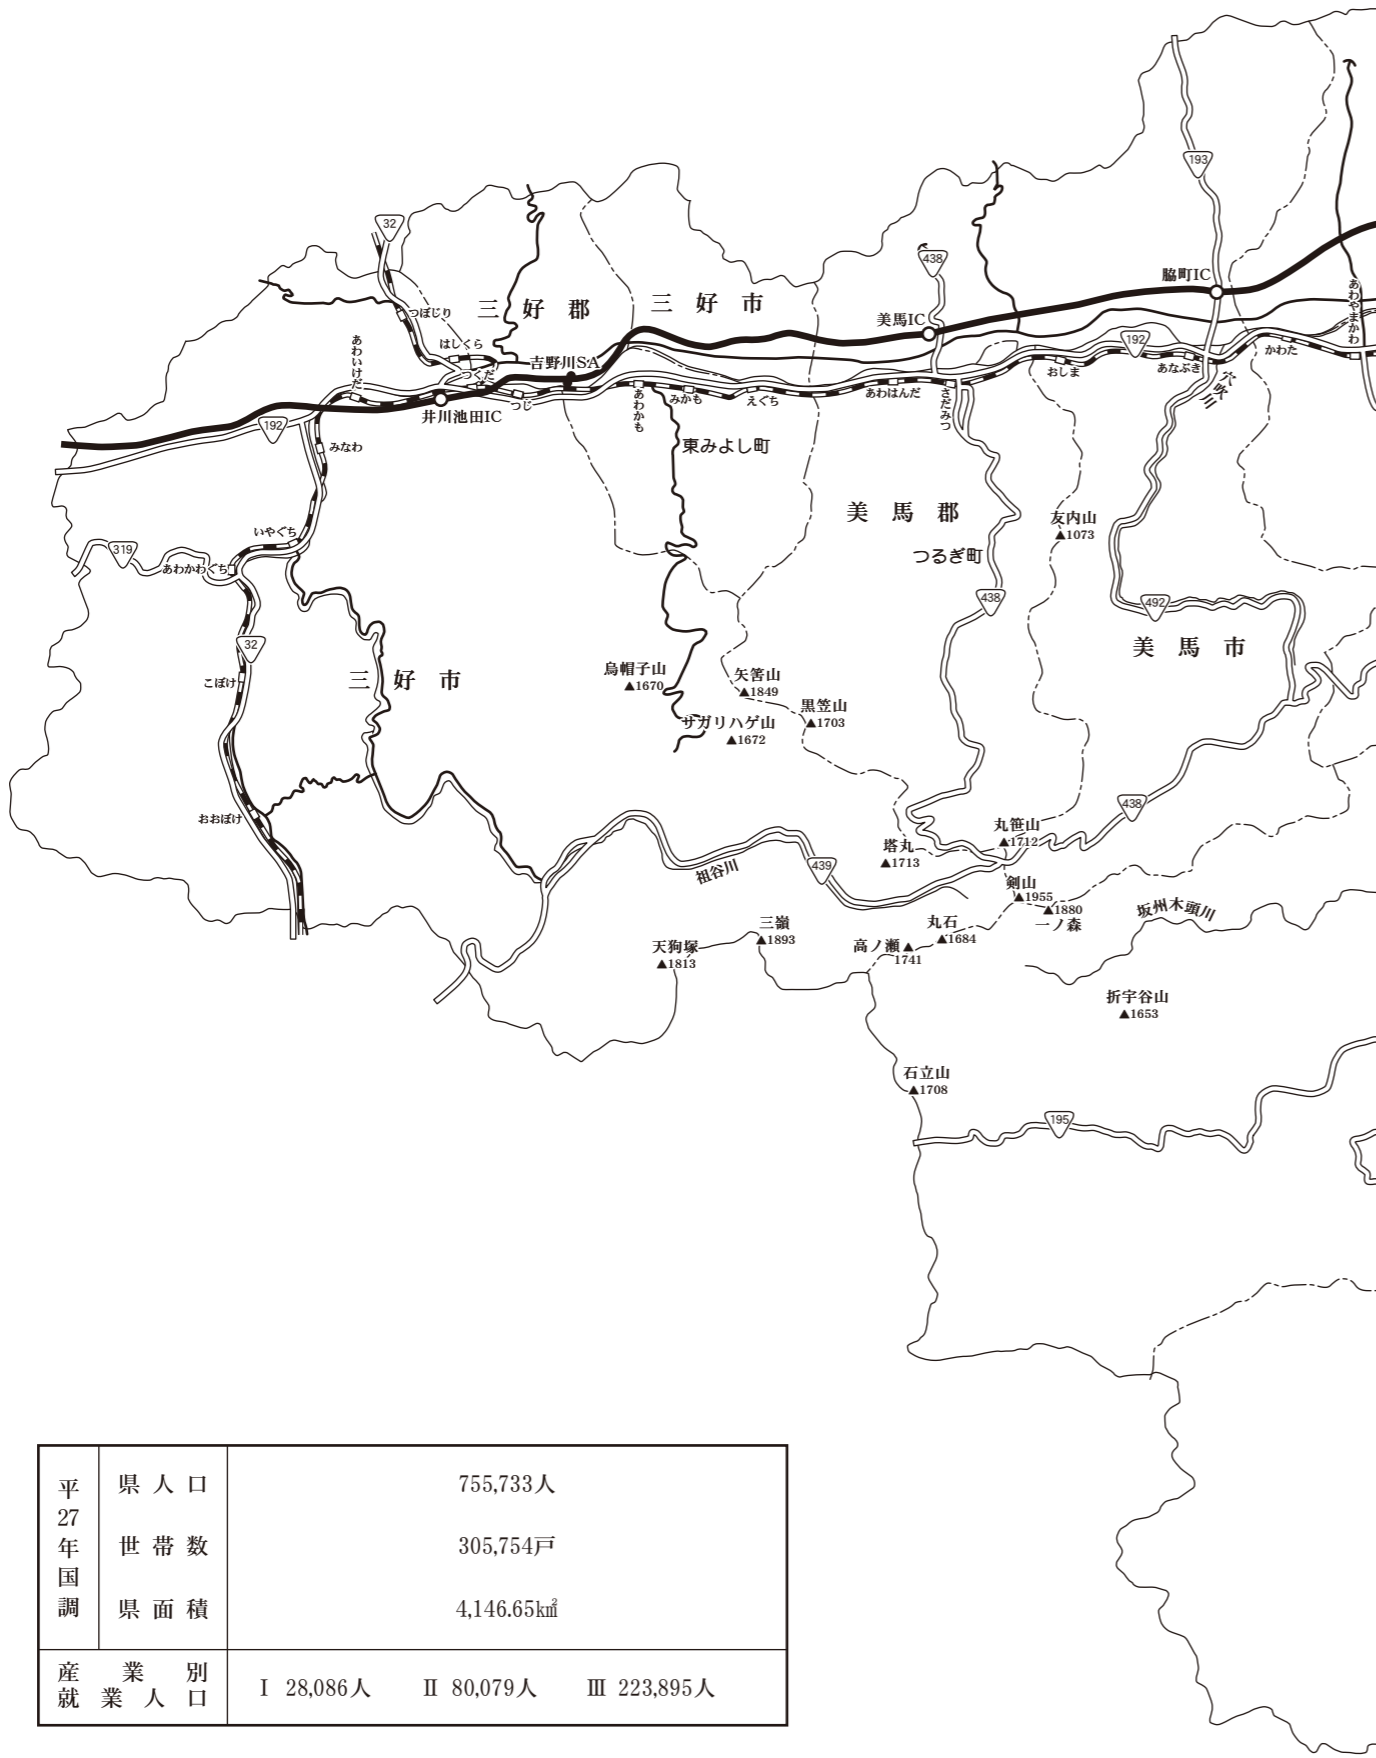 193
32
438
脇町IC
あわやまかわ
三好郡
三好市
つぼじり
美馬IC
192
はしくら
あわいけだ
吉野川SA
かわた
つくだ
おしま
あなぶき
穴吹川
つじ
井川池田IC
あわかも
みかも
えぐち
あわはんだ
さだみつ
192
みなわ
東みよし町
美馬郡
友内山
▲1073
いやぐち
319
あわかわぐち
つるぎ町
438
492
32
美馬市
こぼけ
三好市
烏帽子山
▲1670
矢筈山
▲1849
黒笠山
▲1703
サガリハゲ山
▲1672
おおぼけ
438
丸笹山
▲1712
塔丸
▲1713
祖谷川
439
剣山
▲1955
▲1880
一ノ森
坂州木頭川
三嶺
▲1893
丸石
▲1684
天狗塚
▲1813
高ノ瀬▲
1741
折宇谷山
▲1653
石立山
▲1708
195
平27年国調
県人口 755,733人
世帯数 305,754戸
県面積 4,146.65㎢
産業別
就業人口
Ⅰ 28,086人 Ⅱ 80,079人 Ⅲ 223,895人